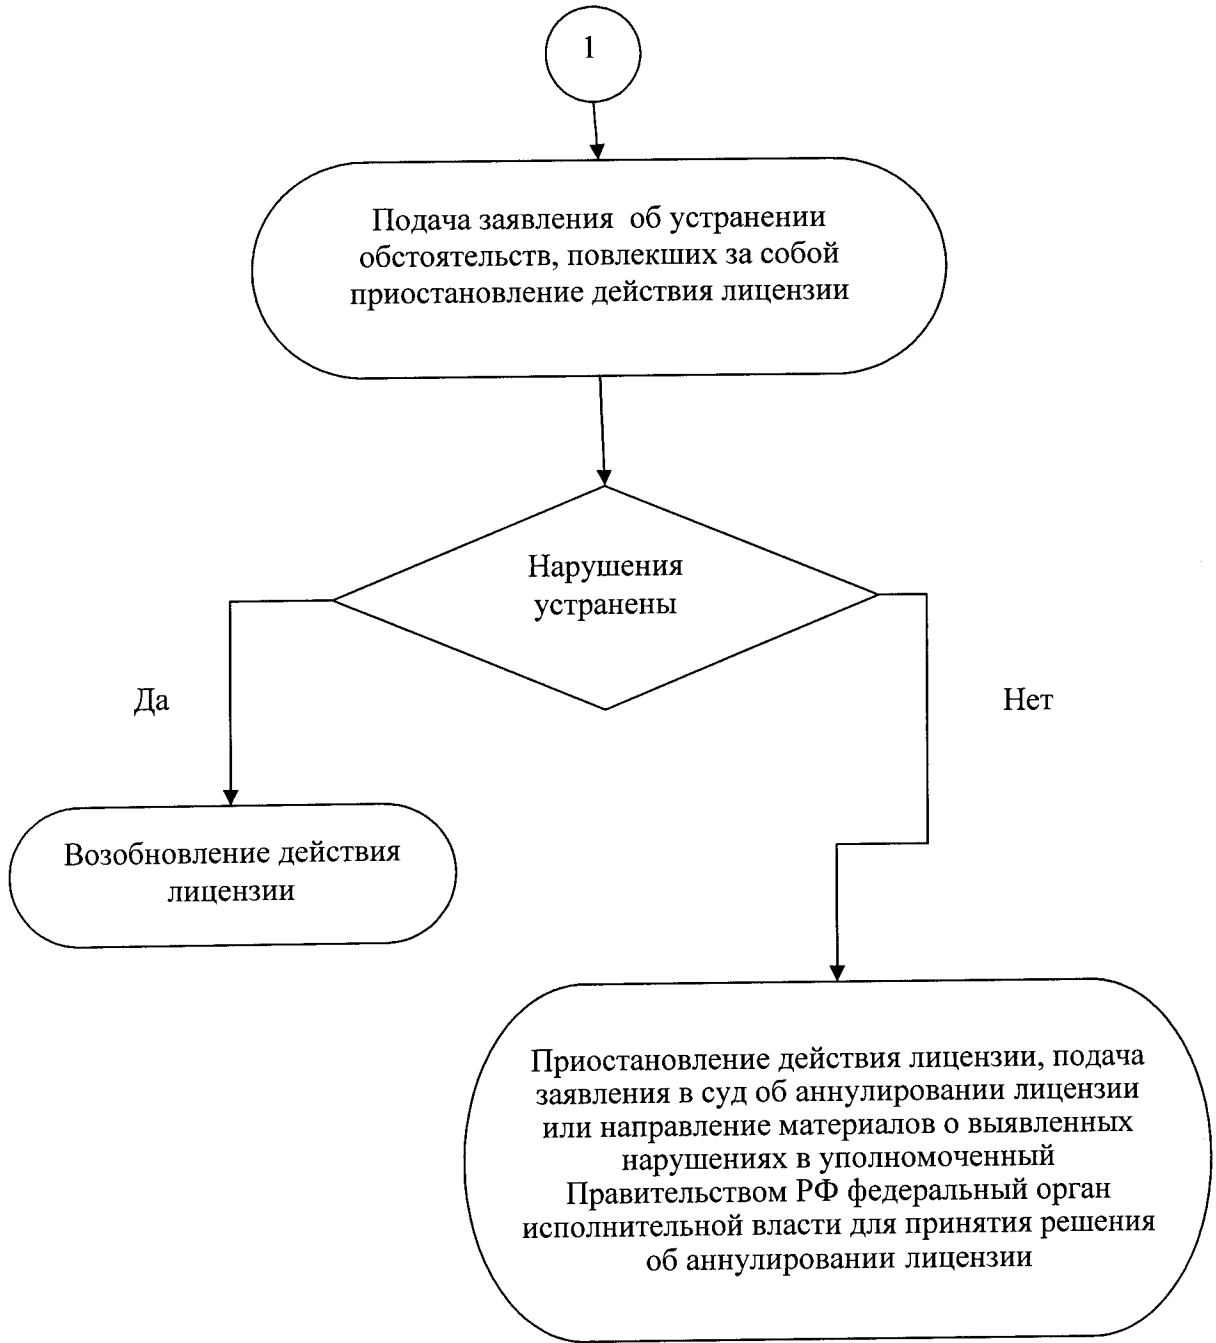 1
Подача заявления об устранении
обстоятельств, повлекших за собой
приостановление действия лицензии
Нарушения
устранены
Да
Нет
Возобновление действия
лицензии
Приостановление действия лицензии, подача
заявления в суд об аннулировании лицензии
или направление материалов о выявленных
нарушениях в уполномоченный
Правительством РФ федеральный орган
исполнительной власти для принятия решения
об аннулировании лицензии